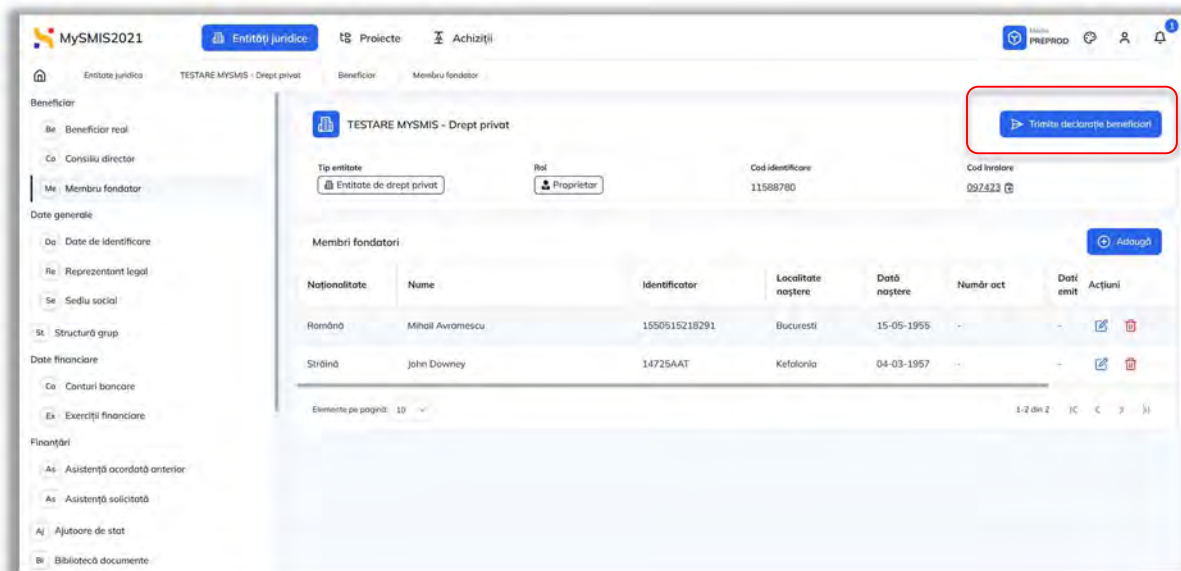 MySMIS2021
Entități juridice
Proiecte
Achiziții
Mediu
PREPROD
1
Entitate juridica
TESTARE MYSMIS - Drept privat
Beneficiar
Membru fondator
Beneficiar
Be Beneficiar real
Co Consiliu director
Me Membru fondator
Date generale
Da Date de identificare
Re Reprezentant legal
Se Sediu social
St Structură grup
Date financiare
Co Conturi bancare
Ex Exerciții financiare
Finanțări
As Asistență acordată anterior
As Asistență solicitată
Aj Ajutoare de stat
Bi Bibliotecă documente
TESTARE MYSMIS - Drept privat
Trimite declarație beneficiari
Tip entitate Rol Cod identificare Cod înrolare
Entitate de drept privat Proprietar 11588780 097423
Membri fondatori
Adaugă
Naționalitate Nume Identificator Localitate naștere Dată naștere Număr act Dată emit Acțiuni
Română Mihail Avramescu 1550515218291 Bucuresti 15-05-1955 - -
Străină John Downey 14725AAT Kefalonia 04-03-1957 - -
Elemente pe pagină: 10
1-2 din 2